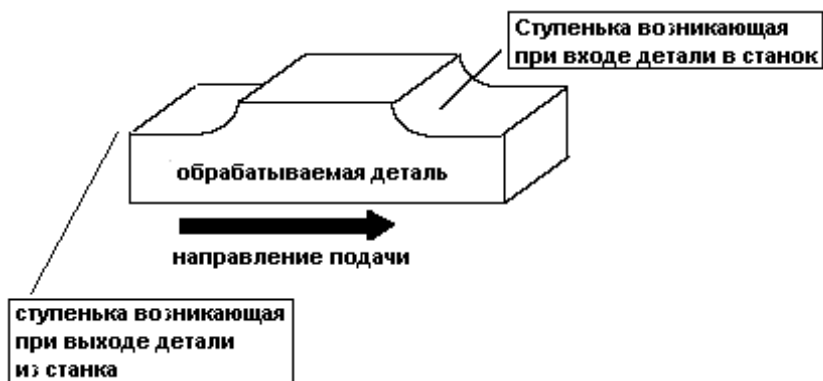 Ступенька возникающая
при входе детали в станок
обрабатываемая деталь
направление подачи
ступенька возникающая
при выходе детали
из станка